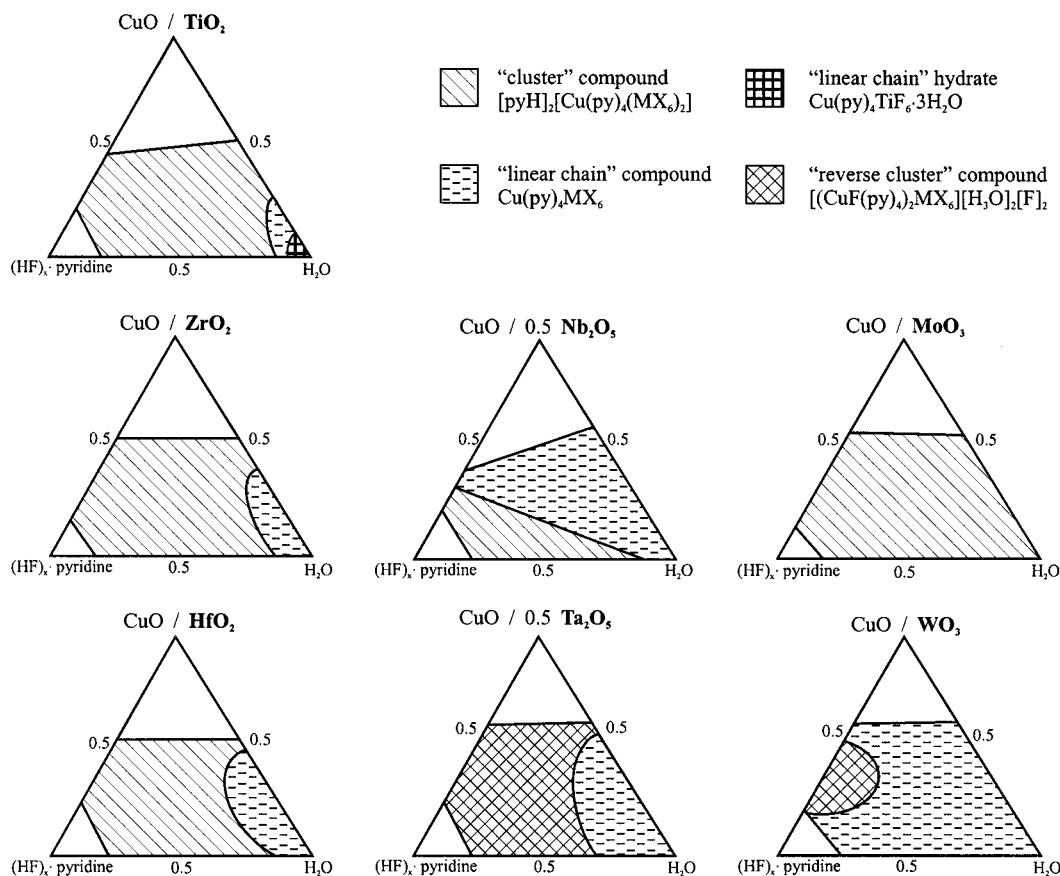 CuO / TiO₂
0.5 0.5
(HF)ₓ· pyridine 0.5 H₂O
"cluster" compound
[pyH]₂[Cu(py)₄(MX₆)₂]
"linear chain" hydrate
Cu(py)₄TiF₆·3H₂O
"linear chain" compound
Cu(py)₄MX₆
"reverse cluster" compound
[(CuF(py)₄)₂MX₆][H₃O]₂[F]₂
CuO / ZrO₂
0.5 0.5
(HF)ₓ· pyridine 0.5 H₂O
CuO / 0.5 Nb₂O₅
0.5 0.5
(HF)ₓ· pyridine 0.5 H₂O
CuO / MoO₃
0.5 0.5
(HF)ₓ· pyridine 0.5 H₂O
CuO / HfO₂
0.5 0.5
(HF)ₓ· pyridine 0.5 H₂O
CuO / 0.5 Ta₂O₅
0.5 0.5
(HF)ₓ· pyridine 0.5 H₂O
CuO / WO₃
0.5 0.5
(HF)ₓ· pyridine 0.5 H₂O